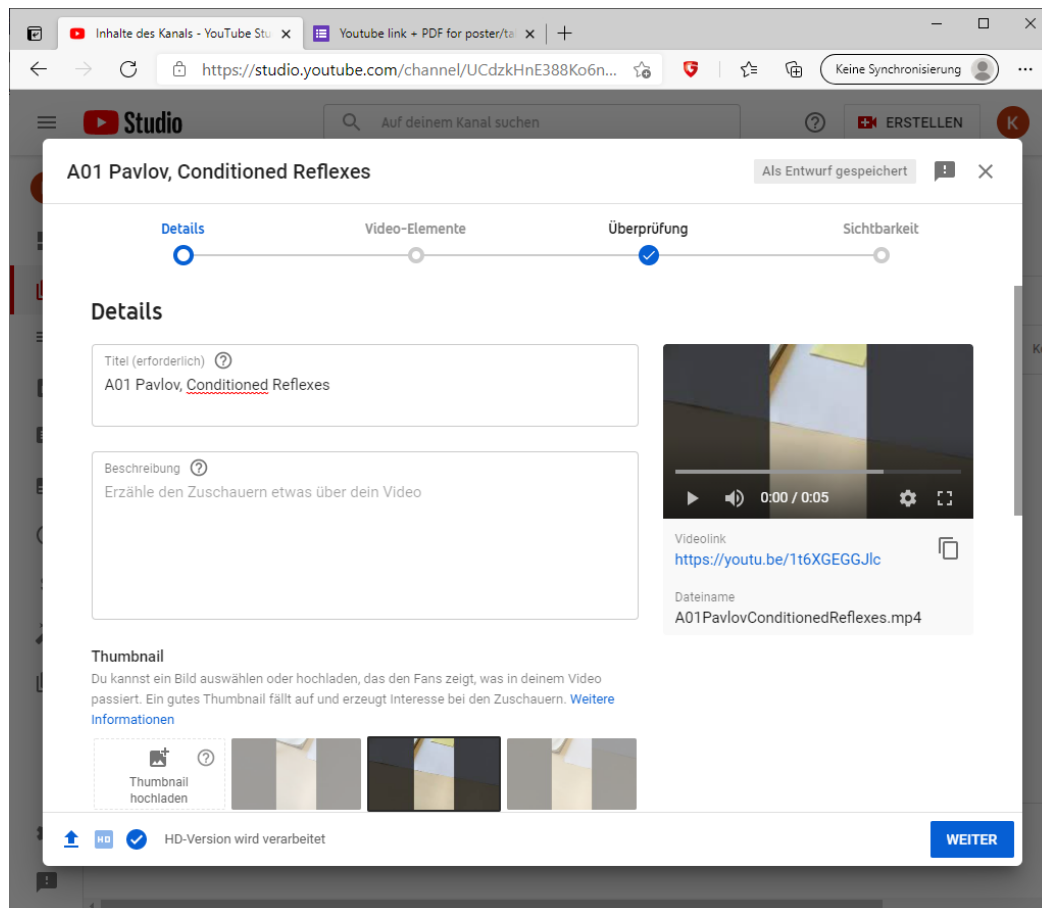 Inhalte des Kanals - YouTube Stu
Youtube link + PDF for poster/ta
https://studio.youtube.com/channel/UCdzkHnE388Ko6n...
Keine Synchronisierung
Studio
Auf deinem Kanal suchen
ERSTELLEN
K
A01 Pavlov, Conditioned Reflexes
Als Entwurf gespeichert
Details
Video-Elemente
Überprüfung
Sichtbarkeit
Details
Titel (erforderlich)
A01 Pavlov, Conditioned Reflexes
Beschreibung
Erzähle den Zuschauern etwas über dein Video
0:00 / 0:05
Videolink
https://youtu.be/1t6XGEGGJlc
Dateiname
A01PavlovConditionedReflexes.mp4
Thumbnail
Du kannst ein Bild auswählen oder hochladen, das den Fans zeigt, was in deinem Video
passiert. Ein gutes Thumbnail fällt auf und erzeugt Interesse bei den Zuschauern. Weitere
Informationen
Thumbnail
hochladen
HD
HD-Version wird verarbeitet
WEITER